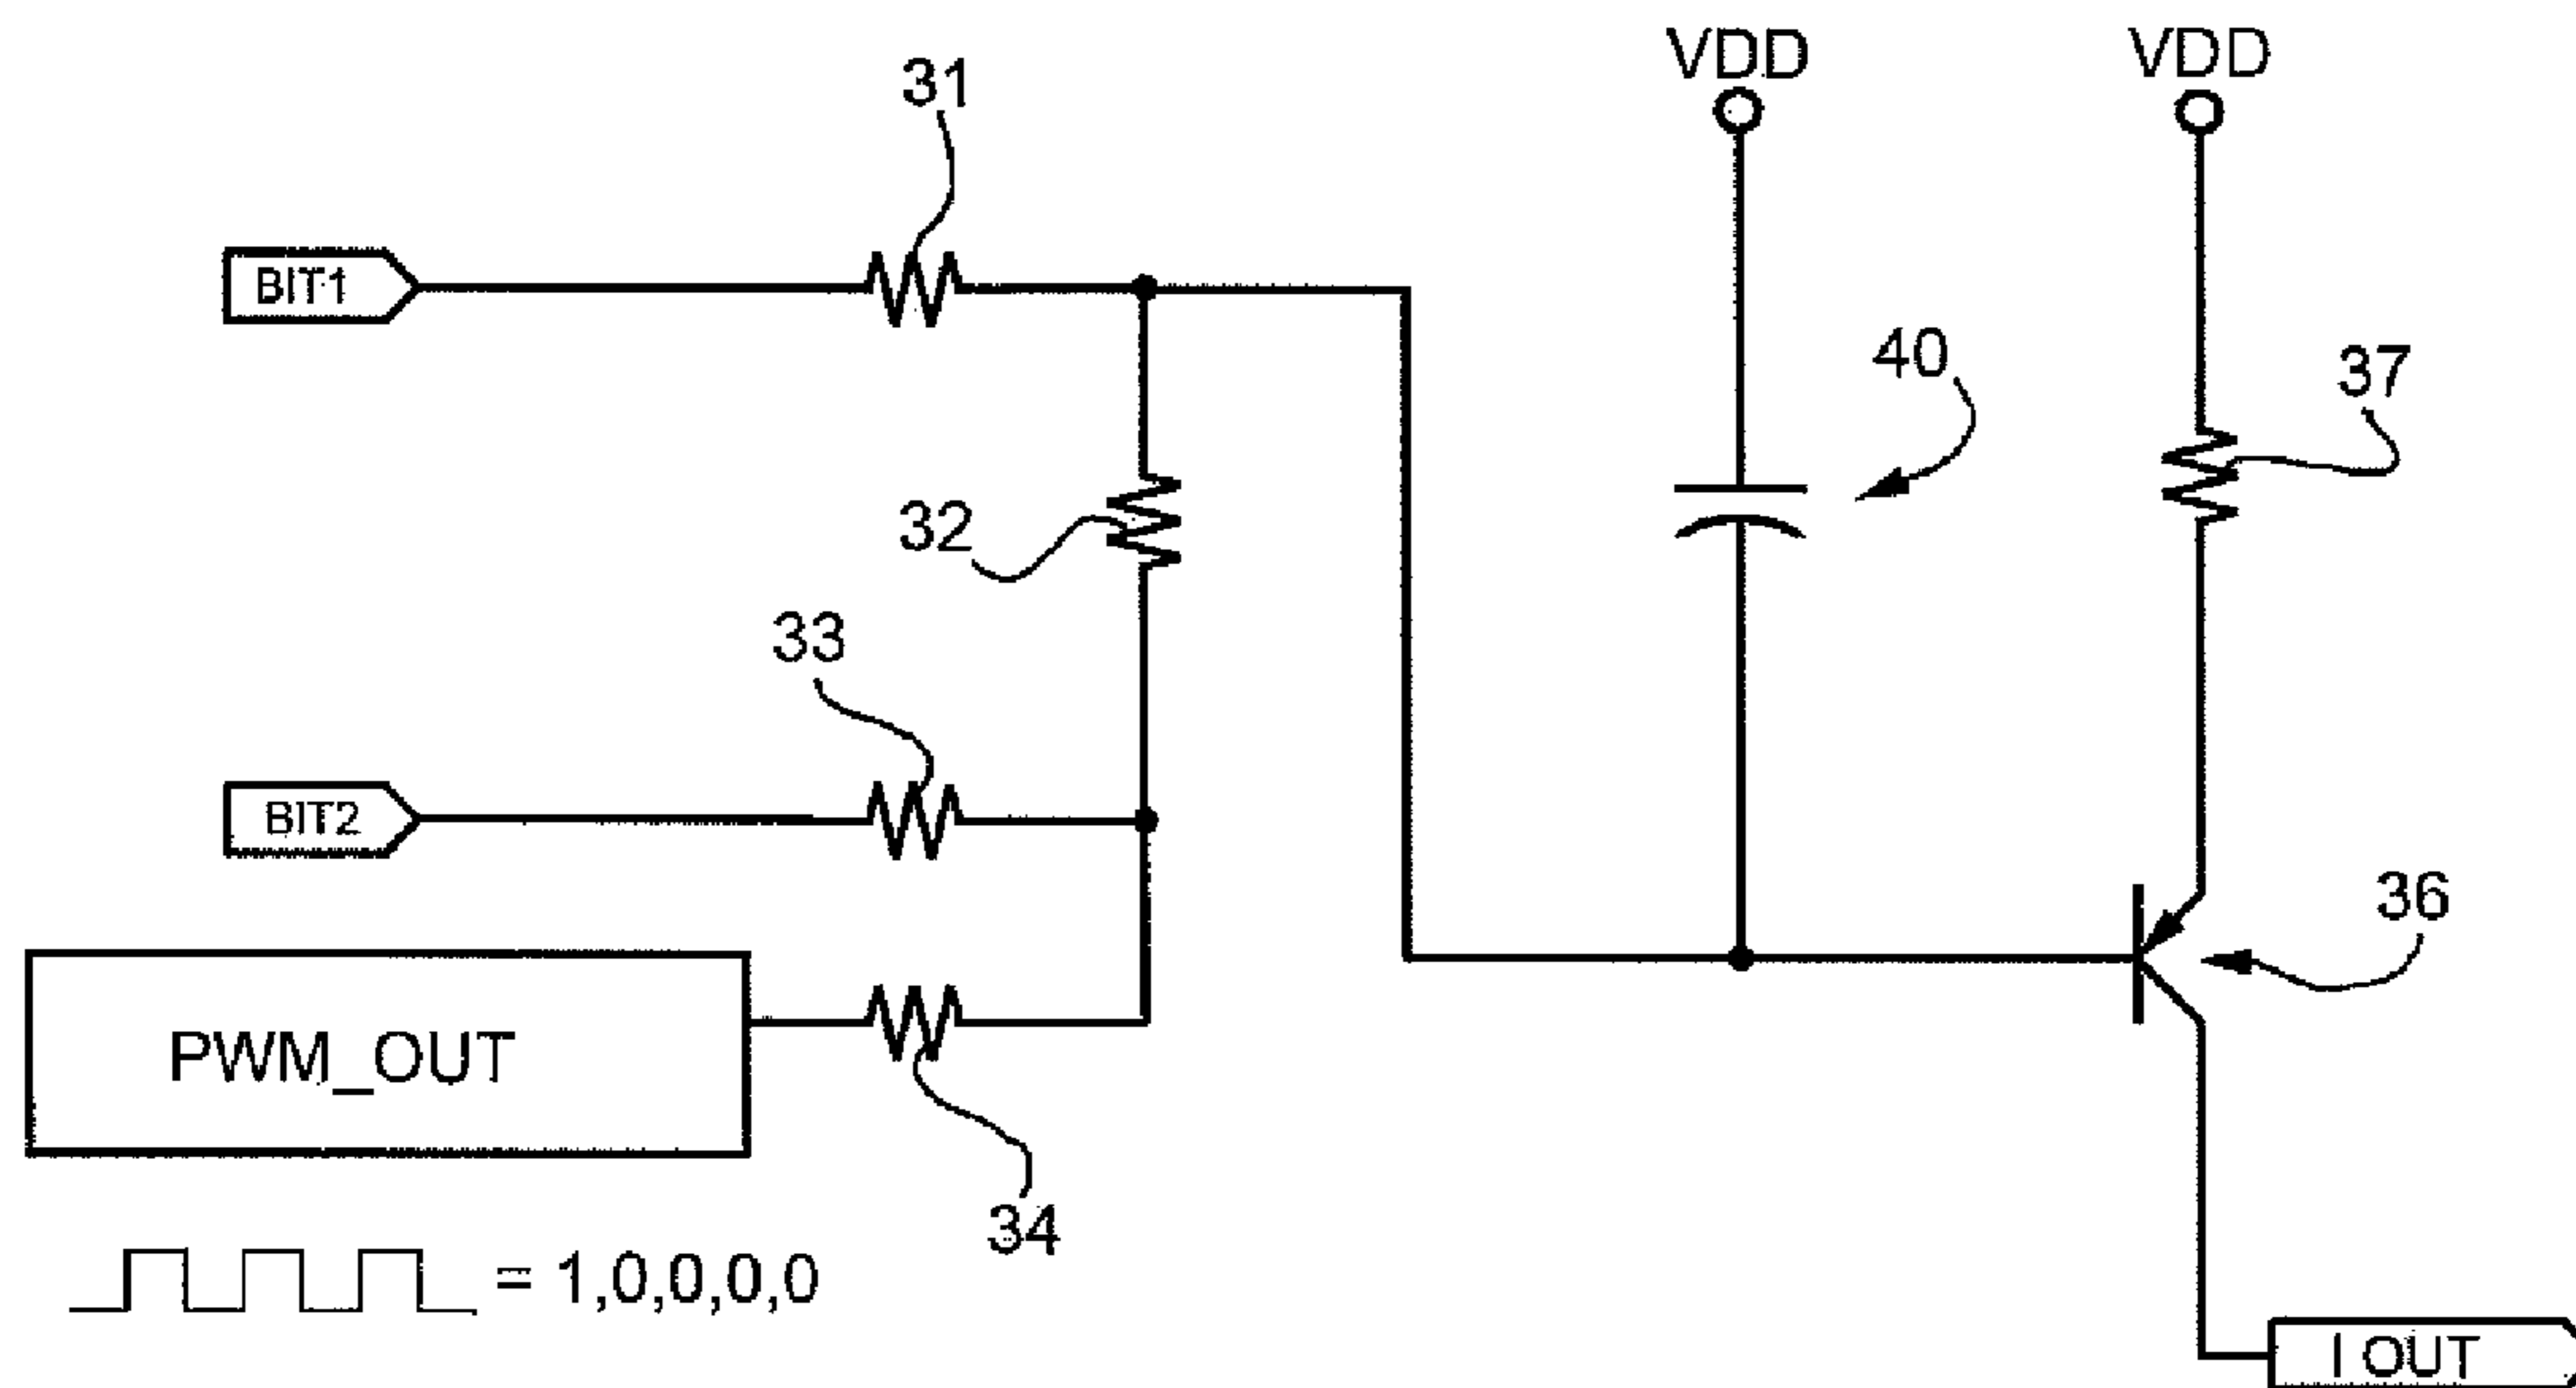 VDD
VDD
31
BIT1
40
37
32
33
BIT2
36
PWM_OUT
34
= 1,0,0,0,0
I OUT